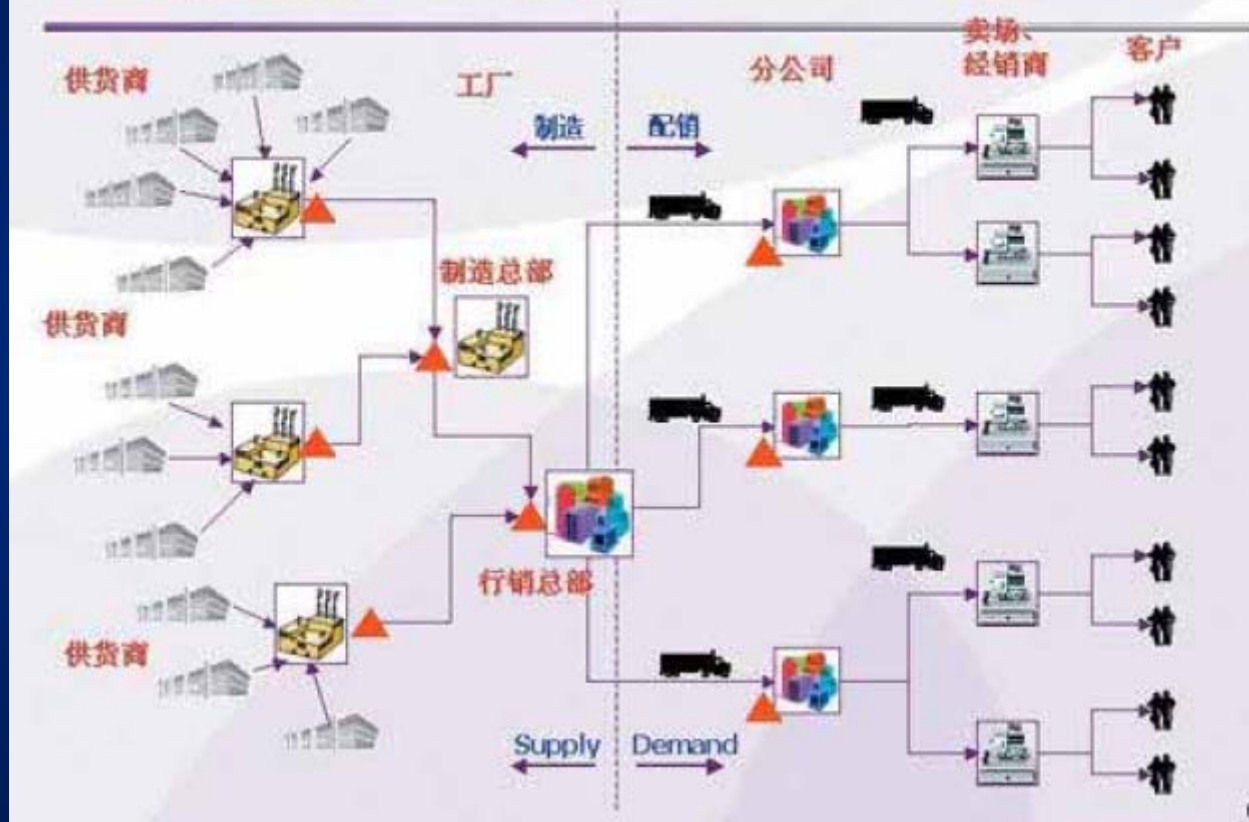 供货商
工厂
制造
配销
分公司
卖场、
经销商
客户
制造总部
供货商
行销总部
供货商
Supply
Demand